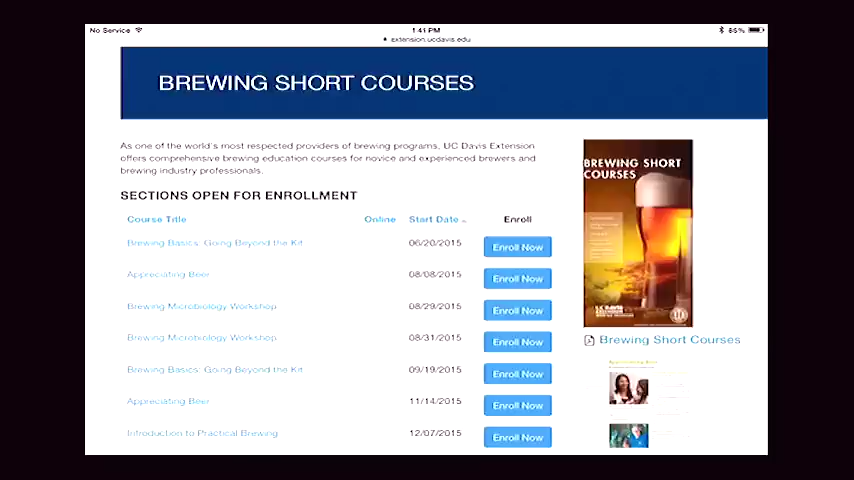 No Service 1:41 PM 85%
extension.ucdavis.edu
BREWING SHORT COURSES
As one of the world's most respected providers of brewing programs, UC Davis Extension
offers comprehensive brewing education courses for novice and experienced brewers and
brewing industry professionals.
SECTIONS OPEN FOR ENROLLMENT
Course Title Online Start Date Enroll
Brewing Basics: Going Beyond the Kit 06/20/2015 Enroll Now
Appreciating Beer 08/08/2015 Enroll Now
Brewing Microbiology Workshop 08/29/2015 Enroll Now
Brewing Microbiology Workshop 08/31/2015 Enroll Now
Brewing Basics: Going Beyond the Kit 09/19/2015 Enroll Now
Appreciating Beer 11/14/2015 Enroll Now
Introduction to Practical Brewing 12/07/2015 Enroll Now
BREWING SHORT
COURSES
UC DAVIS
EXTENSION
Brewing Short Courses